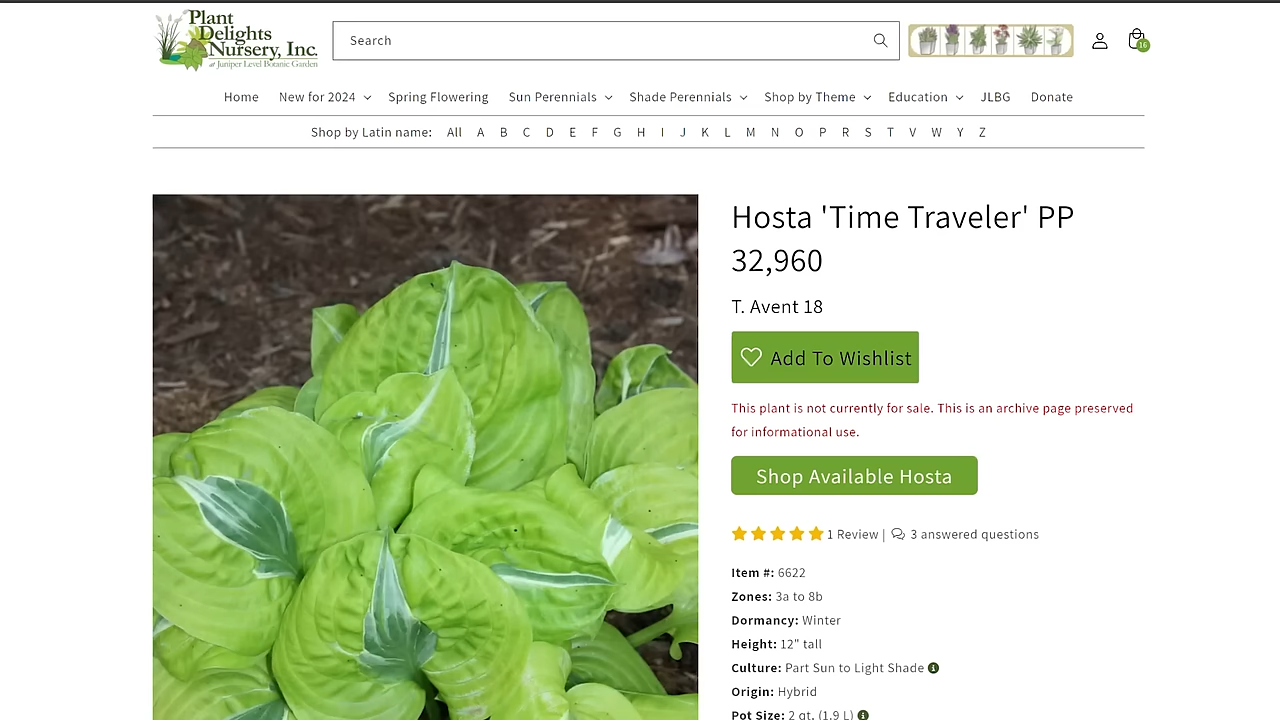 Plant
Delights
Nursery, Inc.
at Juniper Level Botanic Garden
Search
16
Home New for 2024 Spring Flowering Sun Perennials Shade Perennials Shop by Theme Education JLBG Donate
Shop by Latin name: All A B C D E F G H I J K L M N O P R S T V W Y Z
Hosta 'Time Traveler' PP
32,960
T. Avent 18
Add To Wishlist
This plant is not currently for sale. This is an archive page preserved
for informational use.
Shop Available Hosta
1 Review | 3 answered questions
Item #: 6622
Zones: 3a to 8b
Dormancy: Winter
Height: 12" tall
Culture: Part Sun to Light Shade
Origin: Hybrid
Pot Size: 2 qt. (1.9 L)